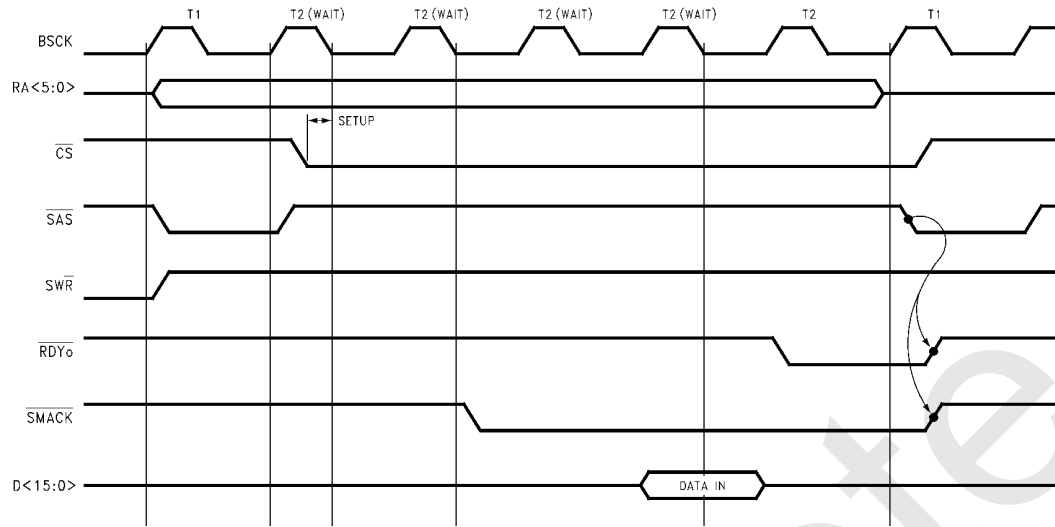 T1 T2 (WAIT) T2 (WAIT) T2 (WAIT) T2 (WAIT) T2 T1
BSCK
RA<5:0>
SETUP
CS
SAS
SWR
RDYo
SMACK
D<15:0> DATA IN